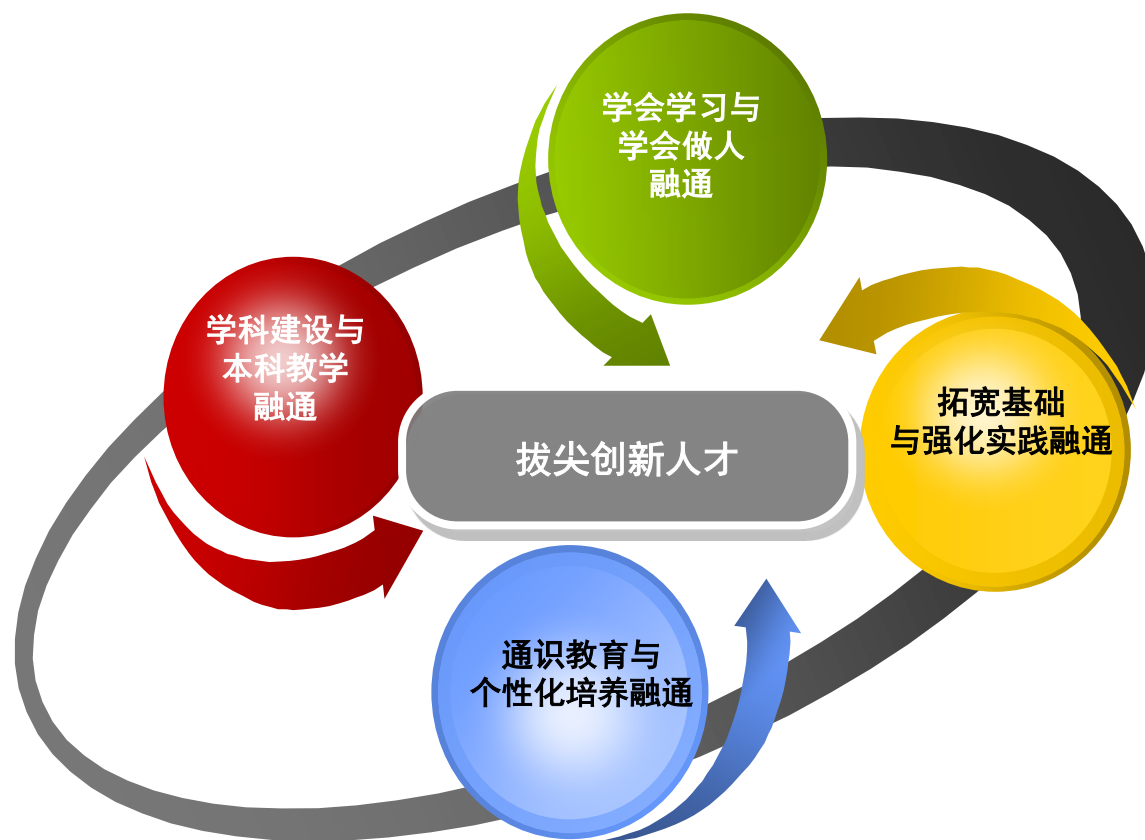 学会学习与
学会做人
融通
学科建设与
本科教学
融通
拓宽基础
与强化实践融通
拔尖创新人才
通识教育与
个性化培养融通